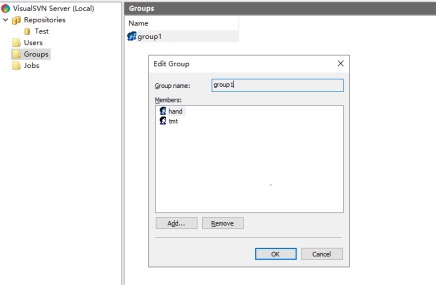 VisualSVN Server (Local)
Repositories
Test
Users
Groups
Jobs
Groups
Name
group1
Edit Group
Group name:
group1
Members:
hand
tmt
Add...
Remove
OK
Cancel